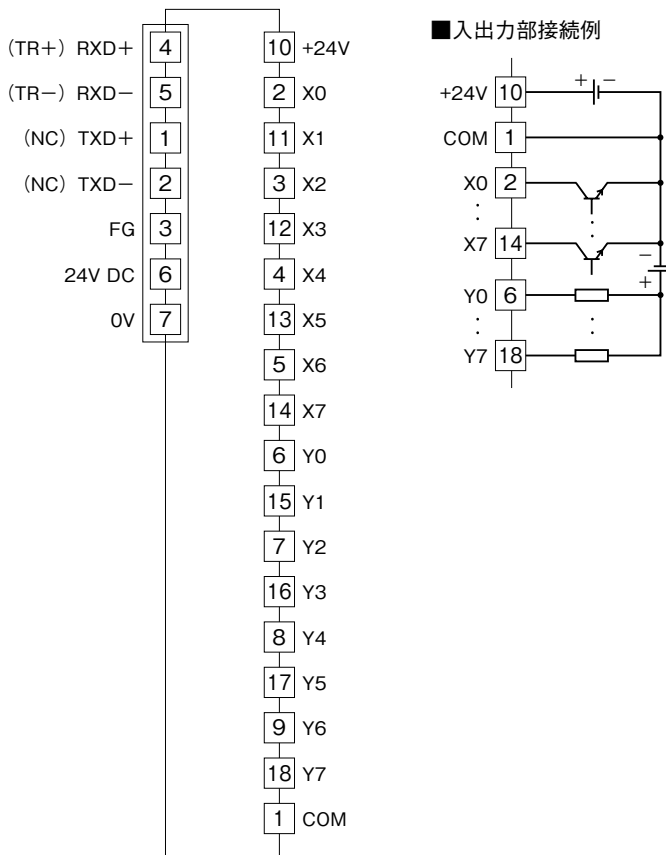 (TR+) RXD+ 4
(TR−) RXD− 5
(NC) TXD+ 1
(NC) TXD− 2
FG 3
24V DC 6
0V 7
10 +24V
2 X0
11 X1
3 X2
12 X3
4 X4
13 X5
5 X6
14 X7
6 Y0
15 Y1
7 Y2
16 Y3
8 Y4
17 Y5
9 Y6
18 Y7
1 COM
■入出力部接続例
+24V 10 + −
COM 1
X0 2
⋮
X7 14
−
+
Y0 6
⋮
Y7 18